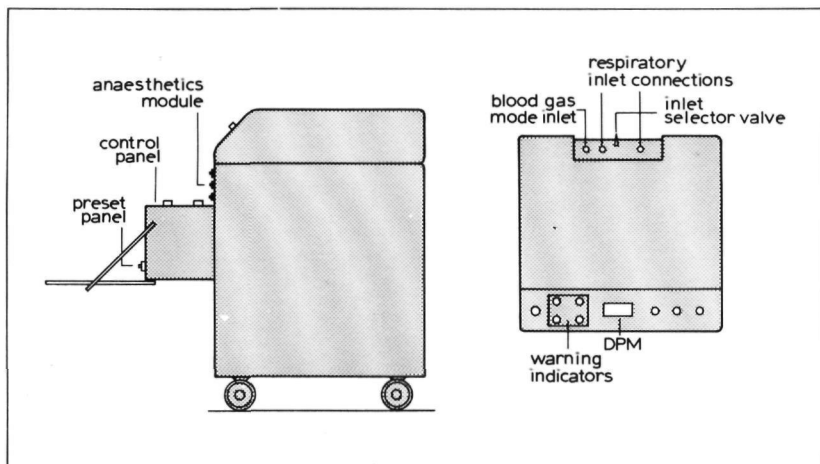 anaesthetics
module
control
panel
preset
panel
respiratory
inlet connections
blood gas
mode inlet
inlet
selector valve
warning
indicators
DPM